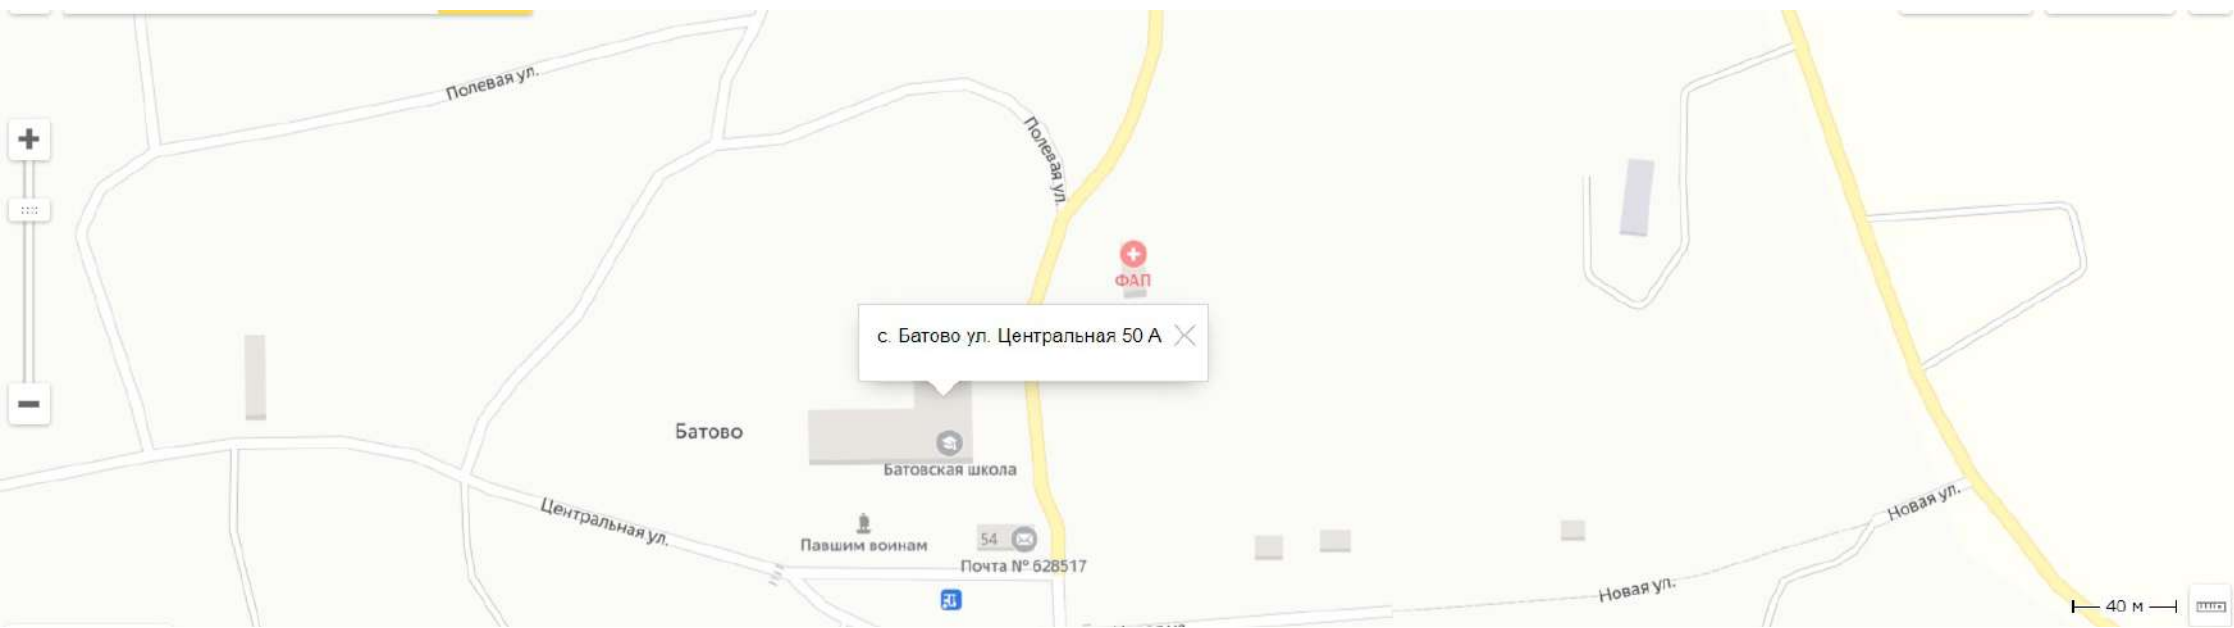 Полевая ул.
Полевая ул.
ФАП
с. Батово ул. Центральная 50 А
Батово
Батовская школа
Центральная ул.
Павшим воинам
54
Почта № 628517
Новая ул.
Новая ул.
40 м